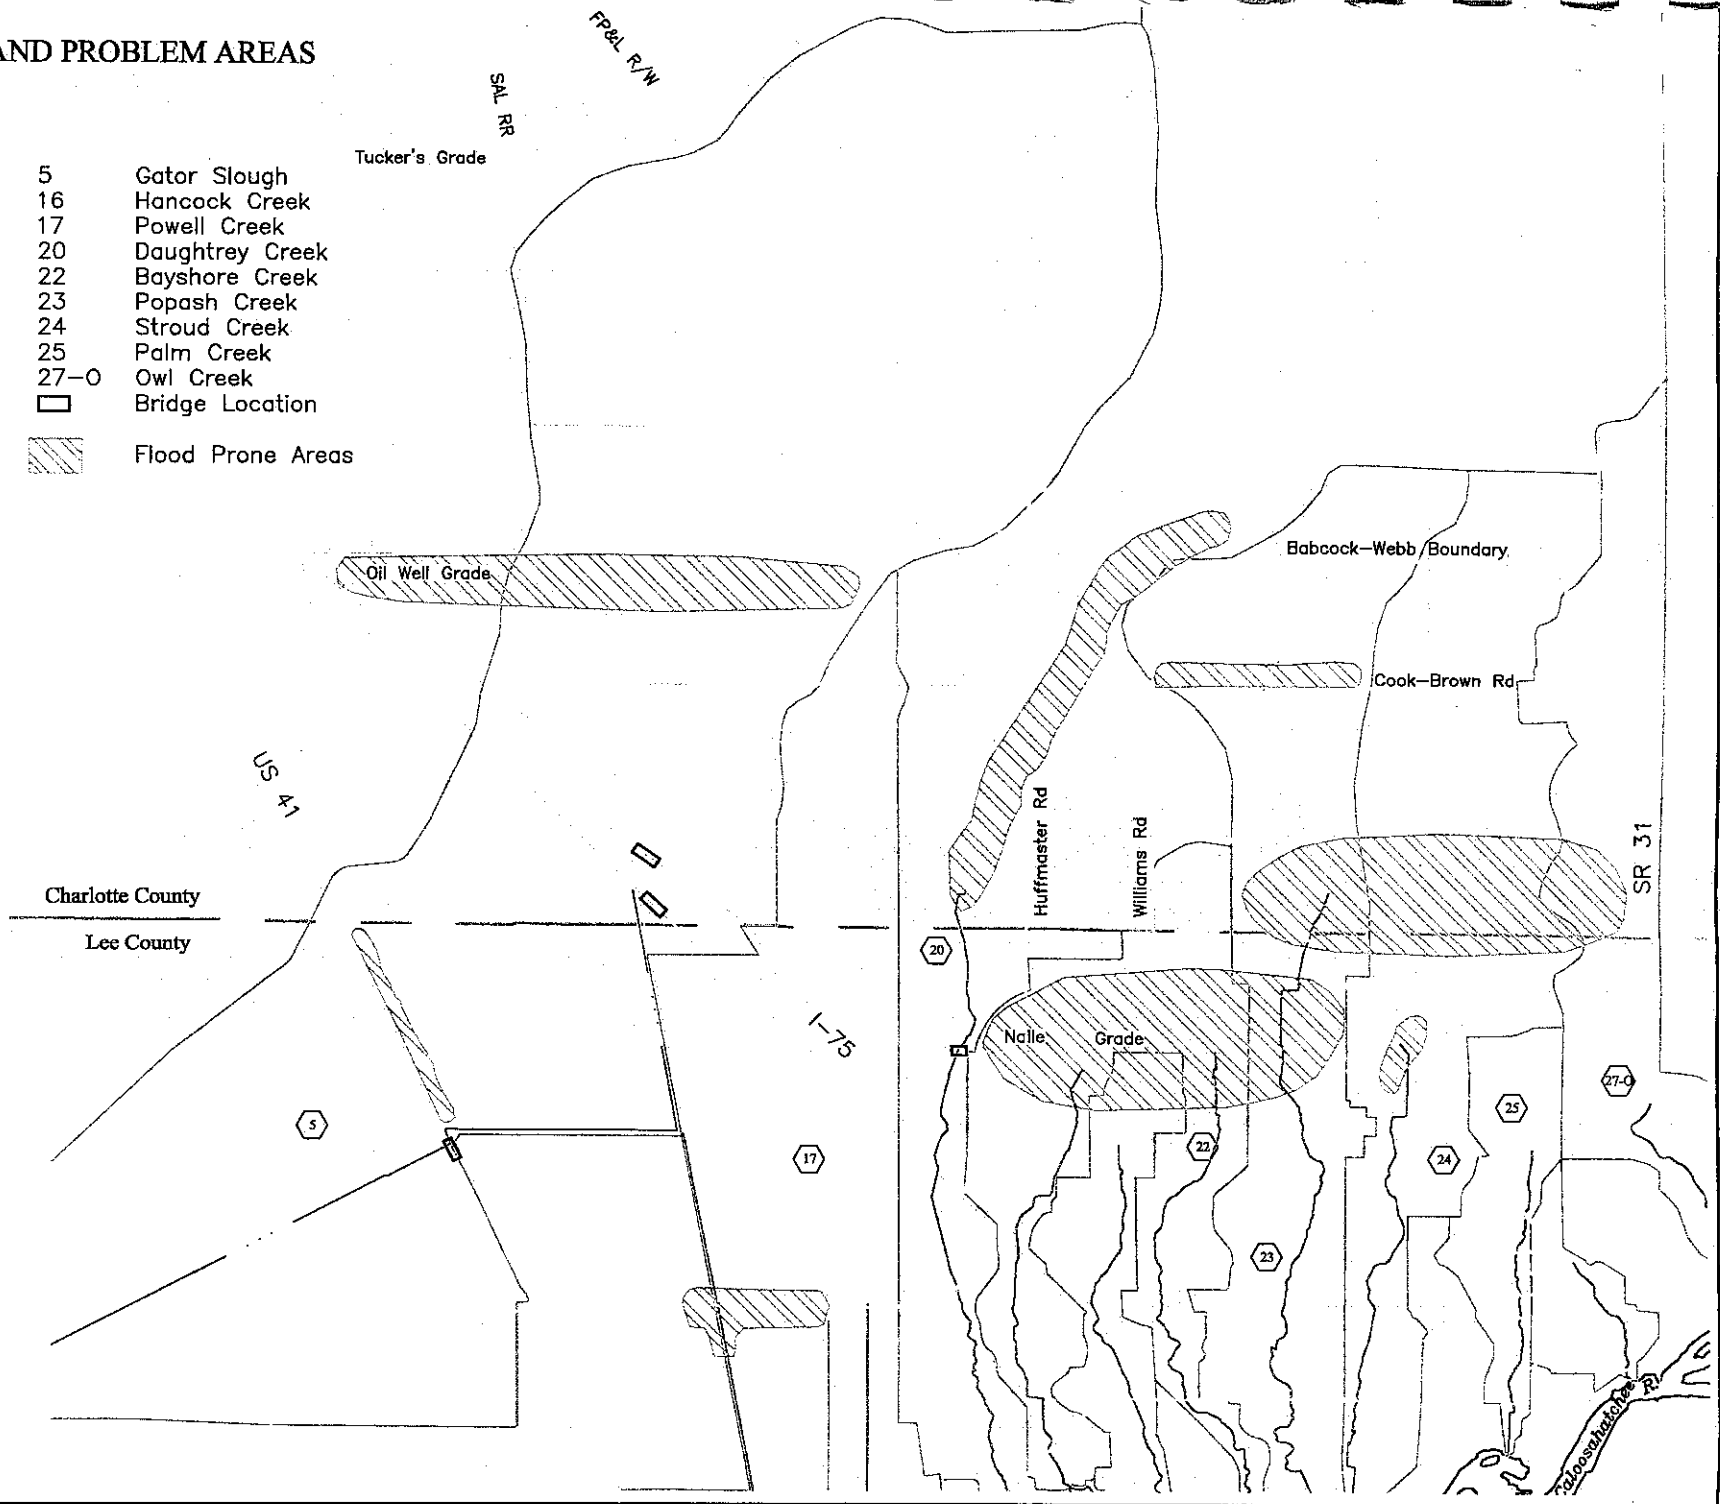 AND PROBLEM AREAS
FP&L R/W
SAL RR
Tucker's Grade
5 Gator Slough
16 Hancock Creek
17 Powell Creek
20 Daughtrey Creek
22 Bayshore Creek
23 Popash Creek
24 Stroud Creek
25 Palm Creek
27-O Owl Creek
Bridge Location
Flood Prone Areas
Babcock-Webb Boundary
Oil Well Grade
Cook-Brown Rd
US 41
Huffmaster Rd
Williams Rd
SR 31
Charlotte County
Lee County
20
I-75
Nalle Grade
27-O
25
5
17
22
24
23
Caloosahatchee R.